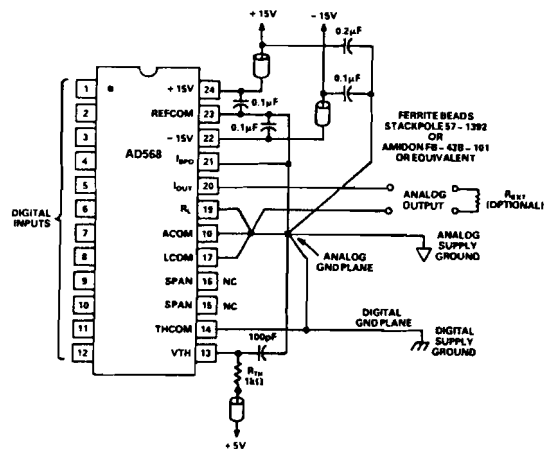 +15V
-15V
0.2µF
0.1µF
0.1µF
0.1µF
FERRITE BEADS
STACKPOLE 57-1392
OR
AMIDON FB-43B-101
OR EQUIVALENT
DIGITAL
INPUTS
1
2
3
4
5
6
7
8
9
10
11
12
AD568
+15V 24
REFCOM 23
-15V 22
IBPO 21
IOUT 20
RL 19
ACOM 18
LCOM 17
SPAN 16 NC
SPAN 15 NC
THCOM 14
VTH 13
ANALOG
OUTPUT
REXT
(OPTIONAL)
ANALOG
GND PLANE
ANALOG
SUPPLY
GROUND
DIGITAL
GND PLANE
DIGITAL
SUPPLY
GROUND
100pF
RTH
1kΩ
+5V